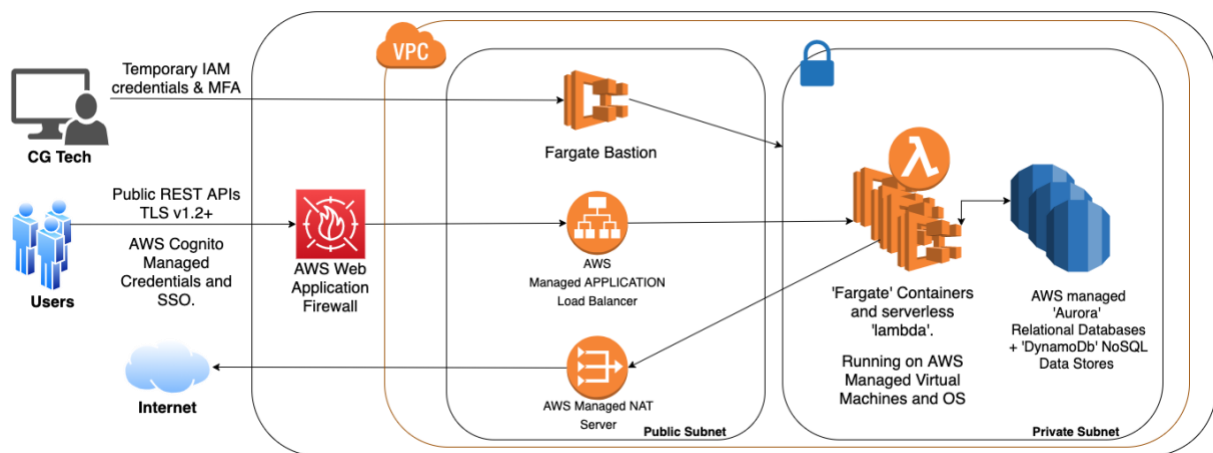 VPC
Temporary IAM
credentials & MFA
CG Tech
Fargate Bastion
Public REST APIs
TLS v1.2+
AWS Cognito
Managed
Credentials and
SSO.
Users
AWS Web
Application
Firewall
AWS
Managed APPLICATION
Load Balancer
λ
'Fargate' Containers
and serverless
'lambda'.
Running on AWS
Managed Virtual
Machines and OS
AWS managed
'Aurora'
Relational Databases
+ 'DynamoDb' NoSQL
Data Stores
Internet
AWS Managed NAT
Server
Public Subnet
Private Subnet